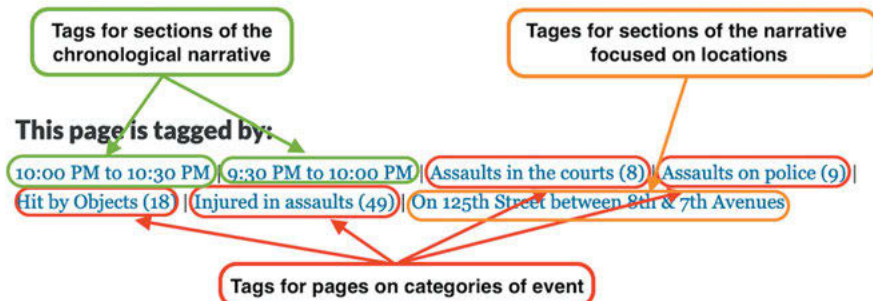 Tags for sections of the
chronological narrative
Tages for sections of the narrative
focused on locations
This page is tagged by:
10:00 PM to 10:30 PM | 9:30 PM to 10:00 PM | Assaults in the courts (8) | Assaults on police (9) |
Hit by Objects (18) | Injured in assaults (49) | On 125th Street between 8th & 7th Avenues
Tags for pages on categories of event